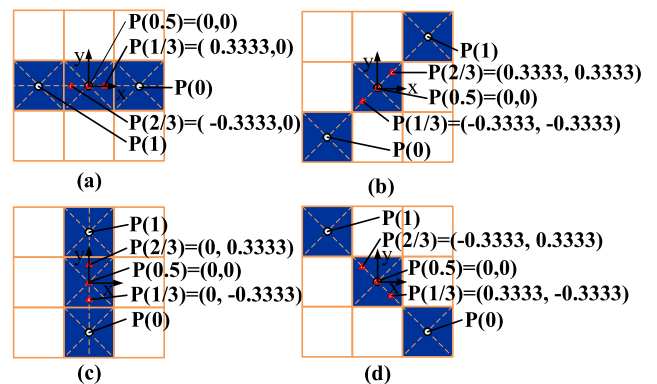 P(0.5)=(0,0)
y
P(1/3)=( 0.3333,0)
x
P(0)
P(2/3)=( -0.3333,0)
P(1)
(a)
P(1)
y
P(2/3)=(0.3333, 0.3333)
x
P(0.5)=(0,0)
P(1/3)=(-0.3333, -0.3333)
P(0)
(b)
P(1)
P(2/3)=(0, 0.3333)
y
P(0.5)=(0,0)
x
P(1/3)=(0, -0.3333)
P(0)
(c)
P(1)
P(2/3)=(-0.3333, 0.3333)
y
P(0.5)=(0,0)
x
P(1/3)=(0.3333, -0.3333)
P(0)
(d)